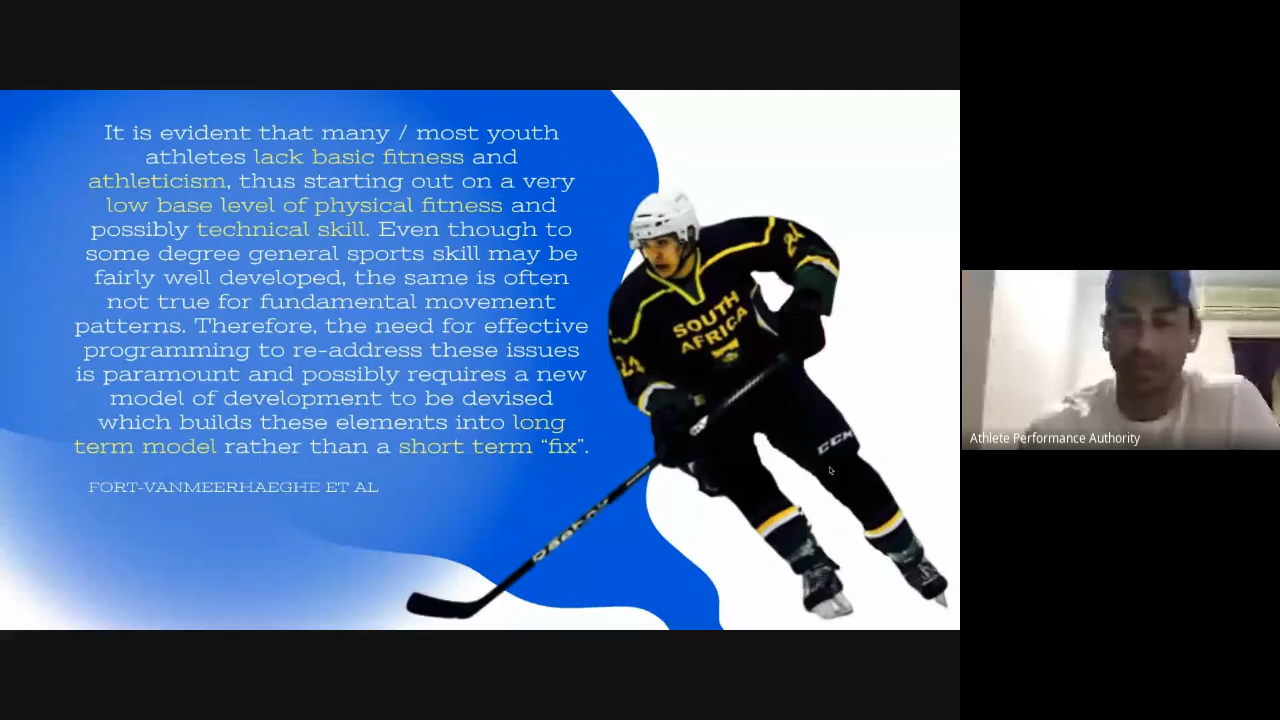 It is evident that many / most youth
athletes lack basic fitness and
athleticism, thus starting out on a very
low base level of physical fitness and
possibly technical skill. Even though to
some degree general sports skill may be
fairly well developed, the same is often
not true for fundamental movement
patterns. Therefore, the need for effective
programming to re-address these issues
is paramount and possibly requires a new
model of development to be devised
which builds these elements into long
term model rather than a short term “fix”.
FORT-VANMEERHAEGHE ET AL
24
SOUTH
AFRICA
24
CCM
Reebok
Athlete Performance Authority